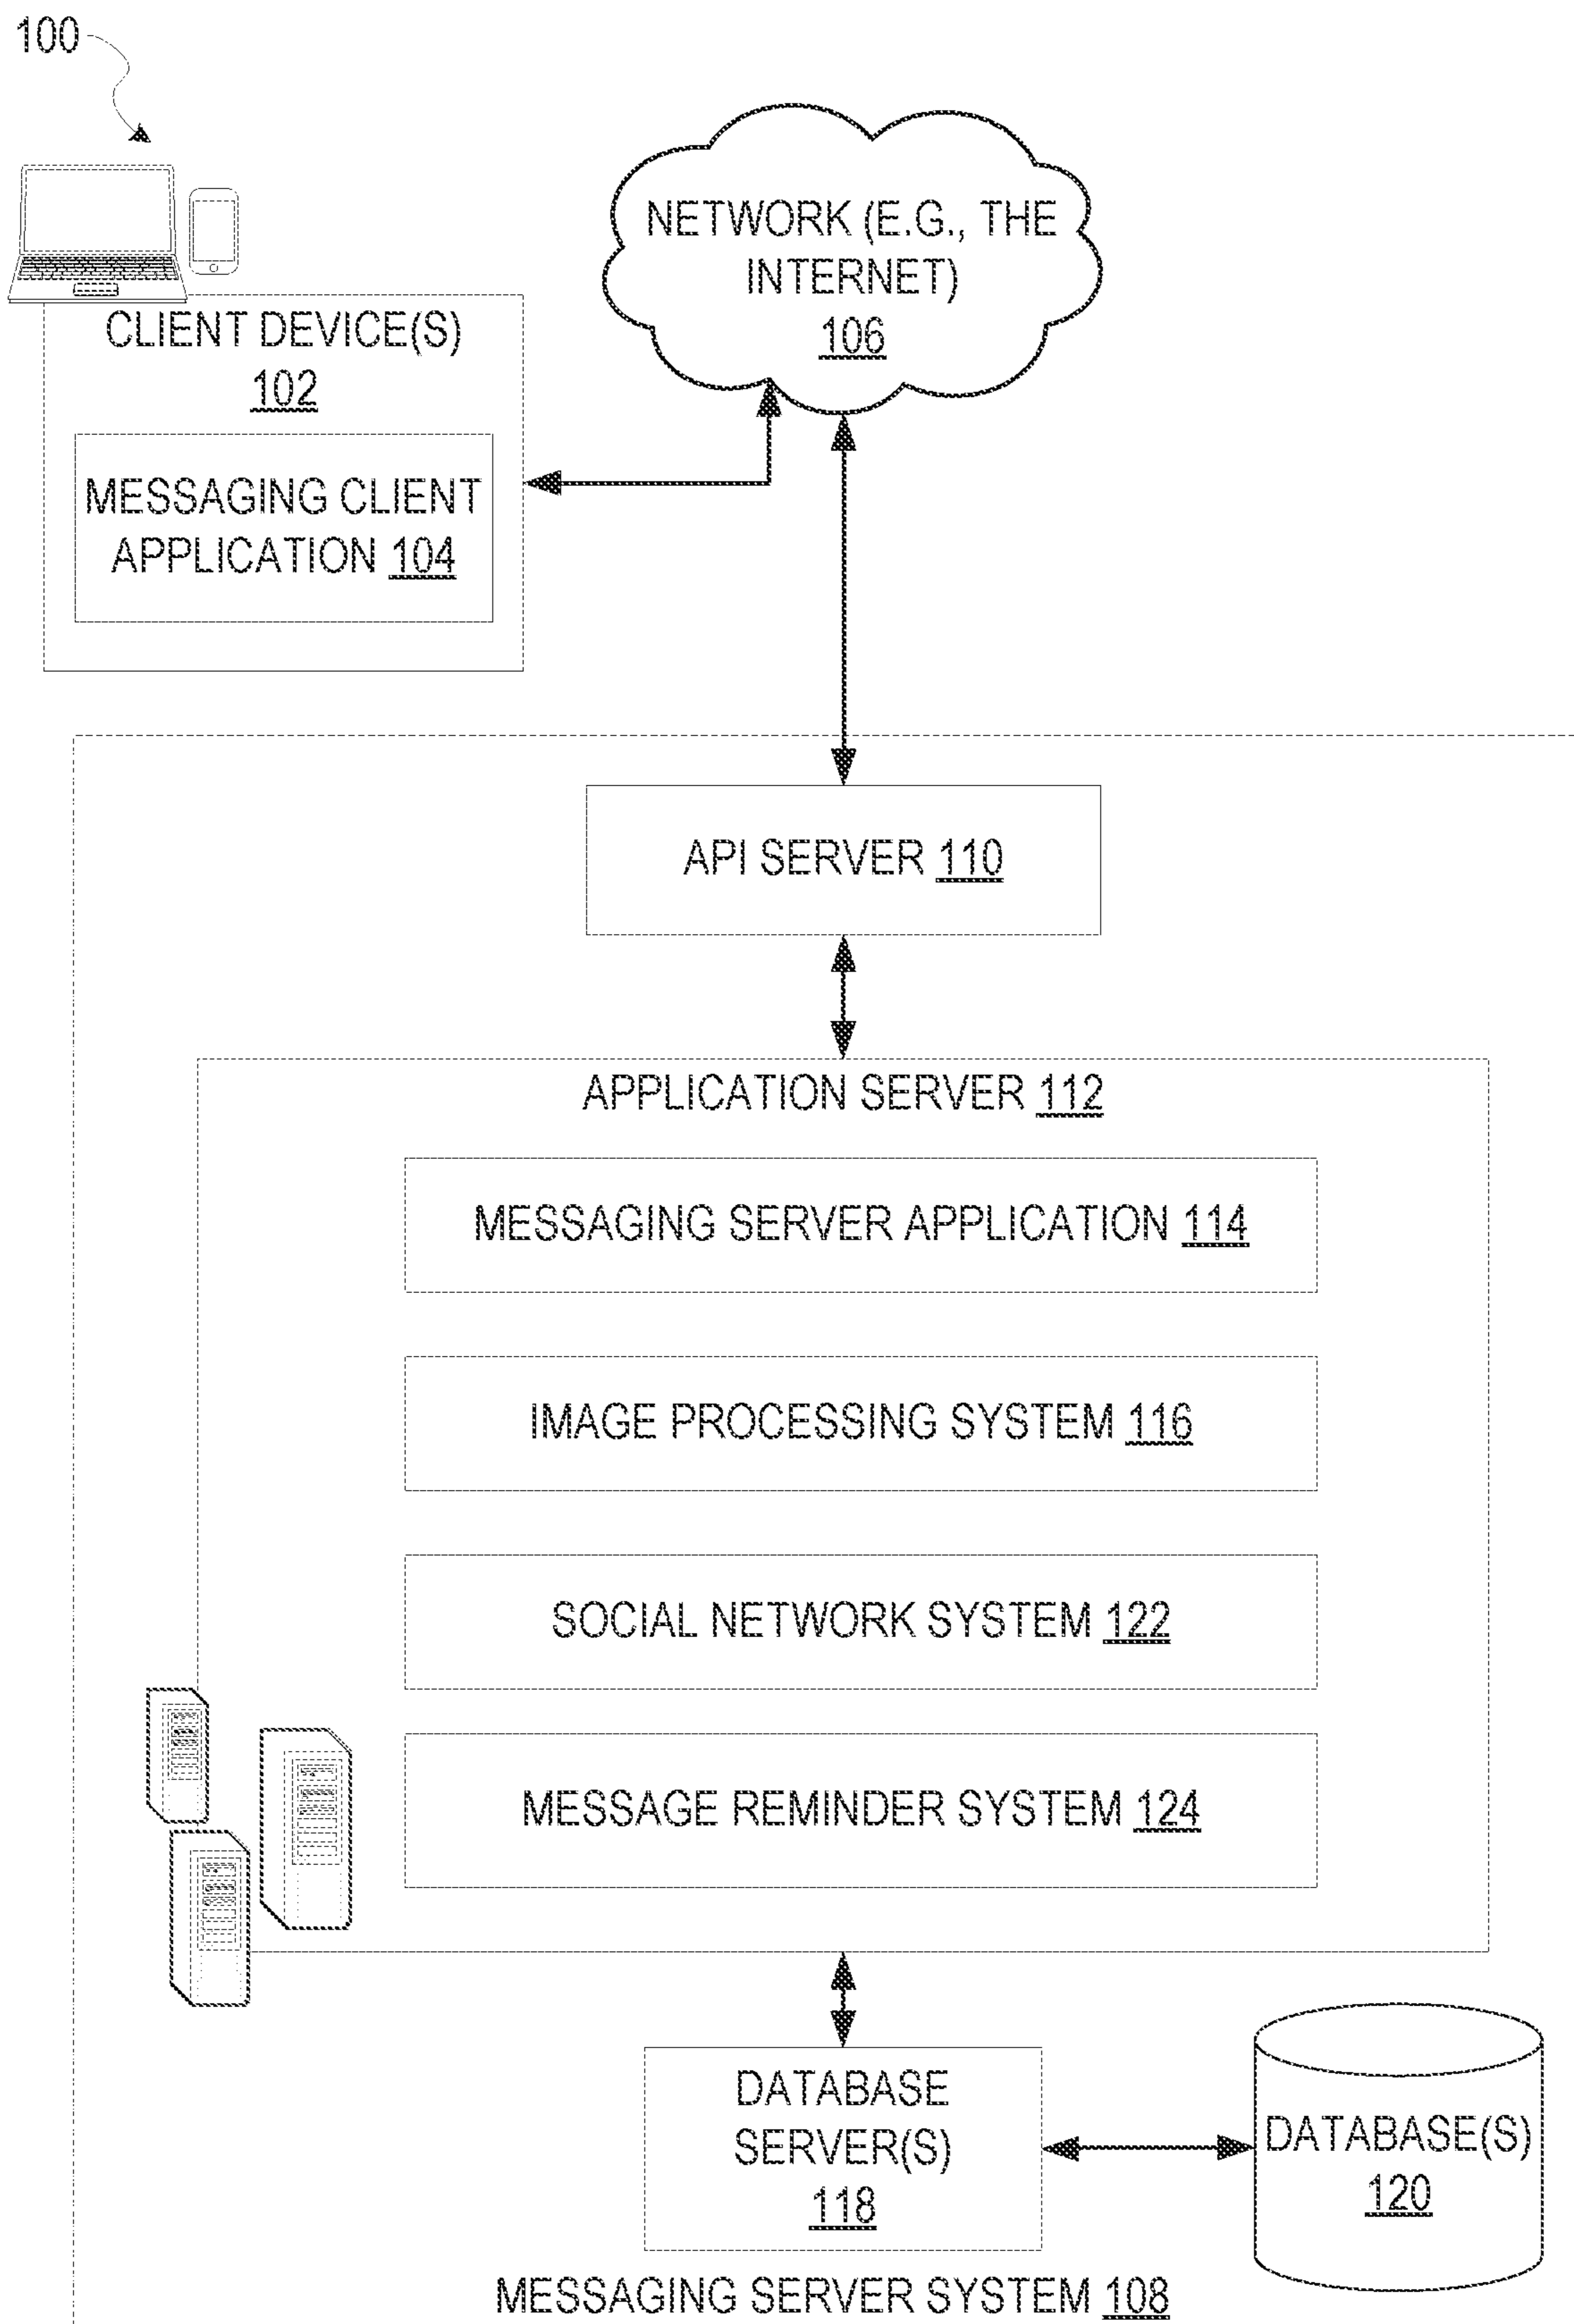 100
NETWORK (E.G., THE
INTERNET)
106
CLIENT DEVICE(S)
102
MESSAGING CLIENT
APPLICATION 104
API SERVER 110
APPLICATION SERVER 112
MESSAGING SERVER APPLICATION 114
IMAGE PROCESSING SYSTEM 116
SOCIAL NETWORK SYSTEM 122
MESSAGE REMINDER SYSTEM 124
DATABASE
SERVER(S)
118
DATABASE(S)
120
MESSAGING SERVER SYSTEM 108